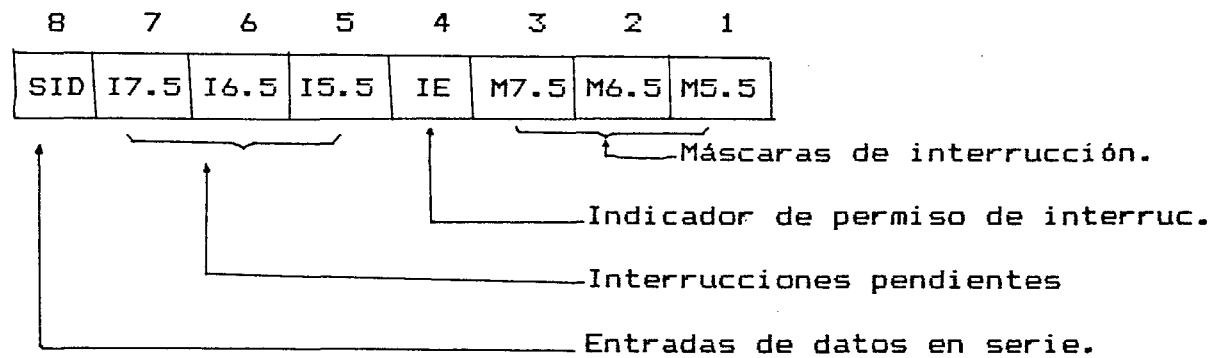 8 7 6 5 4 3 2 1
SID I7.5 I6.5 I5.5 IE M7.5 M6.5 M5.5
Máscaras de interrucción.
Indicador de permiso de interruc.
Interrucciones pendientes
Entradas de datos en serie.